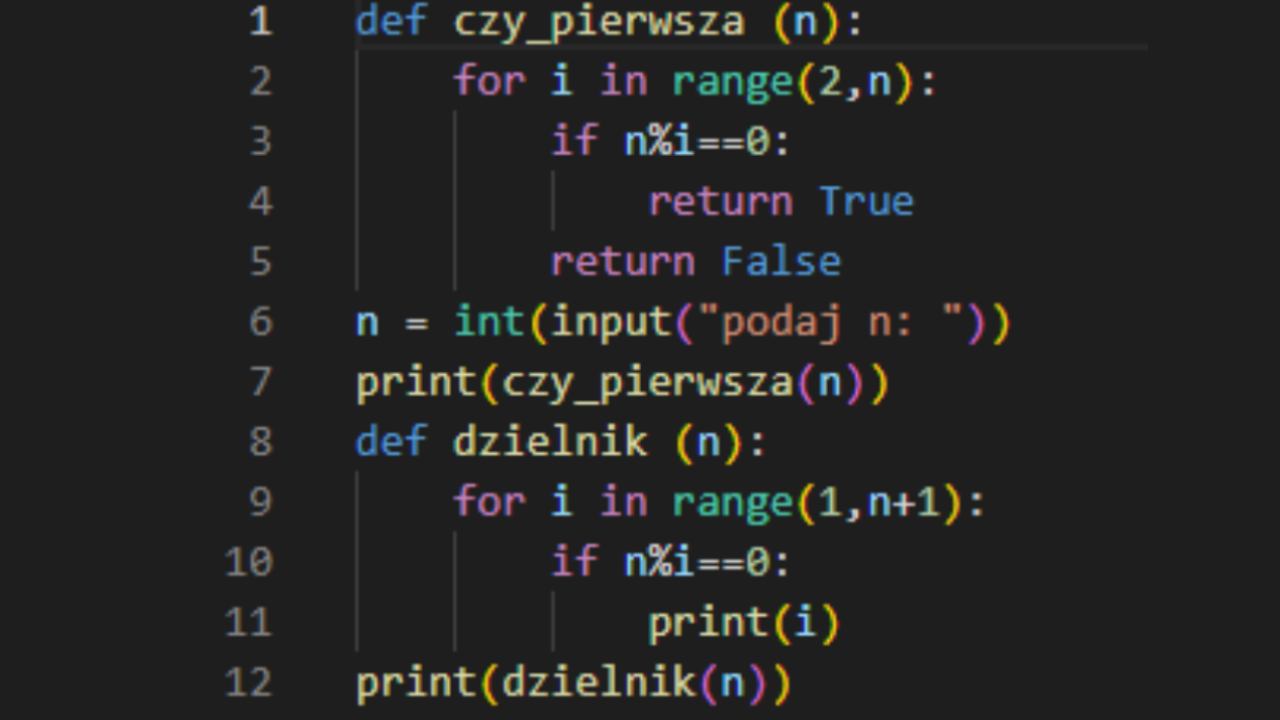 1 def czy_pierwsza (n):
2     for i in range(2,n):
3         if n%i==0:
4             return True
5         return False
6 n = int(input("podaj n: "))
7 print(czy_pierwsza(n))
8 def dzielnik (n):
9     for i in range(1,n+1):
10         if n%i==0:
11             print(i)
12 print(dzielnik(n))